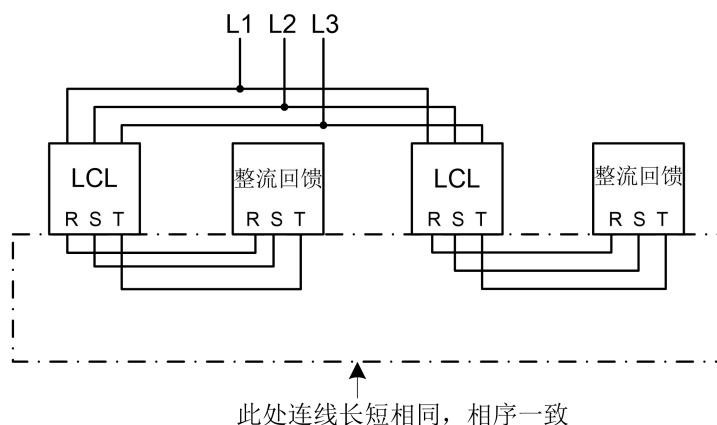 L1 L2 L3
LCL 整流回馈 LCL 整流回馈
R S T R S T R S T R S T
此处连线长短相同，相序一致